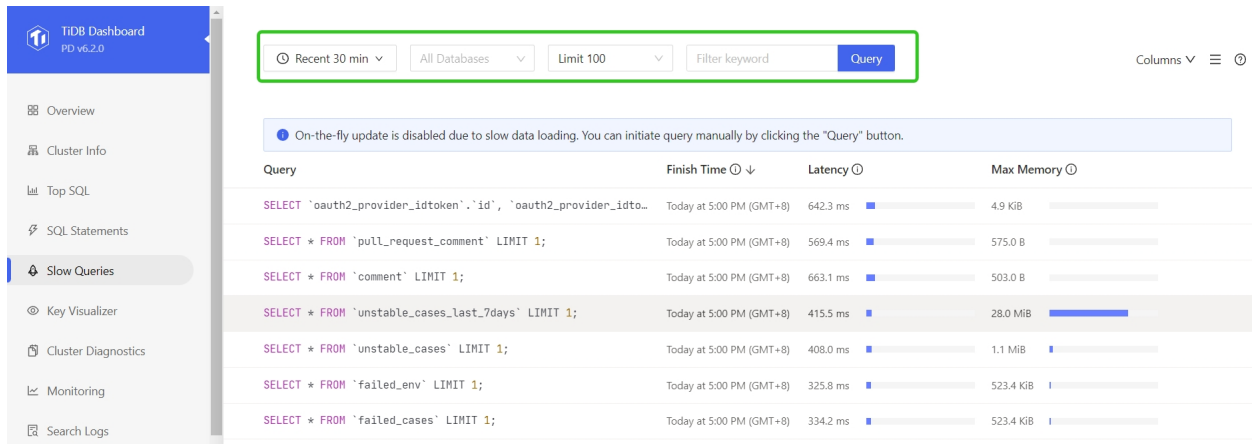 TiDB Dashboard
PD v6.2.0
Overview
Cluster Info
Top SQL
SQL Statements
Slow Queries
Key Visualizer
Cluster Diagnostics
Monitoring
Search Logs
Recent 30 min All Databases Limit 100 Filter keyword Query
Columns
On-the-fly update is disabled due to slow data loading. You can initiate query manually by clicking the "Query" button.
Query Finish Time Latency Max Memory
SELECT `oauth2_provider_idtoken`.`id`, `oauth2_provider_idto… Today at 5:00 PM (GMT+8) 642.3 ms 4.9 KiB
SELECT * FROM `pull_request_comment` LIMIT 1; Today at 5:00 PM (GMT+8) 569.4 ms 575.0 B
SELECT * FROM `comment` LIMIT 1; Today at 5:00 PM (GMT+8) 663.1 ms 503.0 B
SELECT * FROM `unstable_cases_last_7days` LIMIT 1; Today at 5:00 PM (GMT+8) 415.5 ms 28.0 MiB
SELECT * FROM `unstable_cases` LIMIT 1; Today at 5:00 PM (GMT+8) 408.0 ms 1.1 MiB
SELECT * FROM `failed_env` LIMIT 1; Today at 5:00 PM (GMT+8) 325.8 ms 523.4 KiB
SELECT * FROM `failed_cases` LIMIT 1; Today at 5:00 PM (GMT+8) 334.2 ms 523.4 KiB